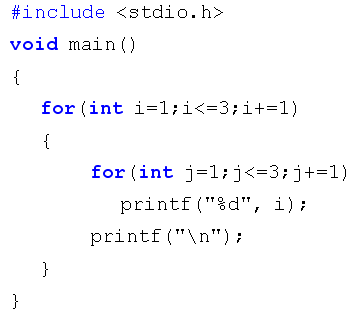 #include <stdio.h>
void main()
{
for(int i=1;i<=3;i+=1)
{
for(int j=1;j<=3;j+=1)
printf("%d", i);
printf("\n");
}
}